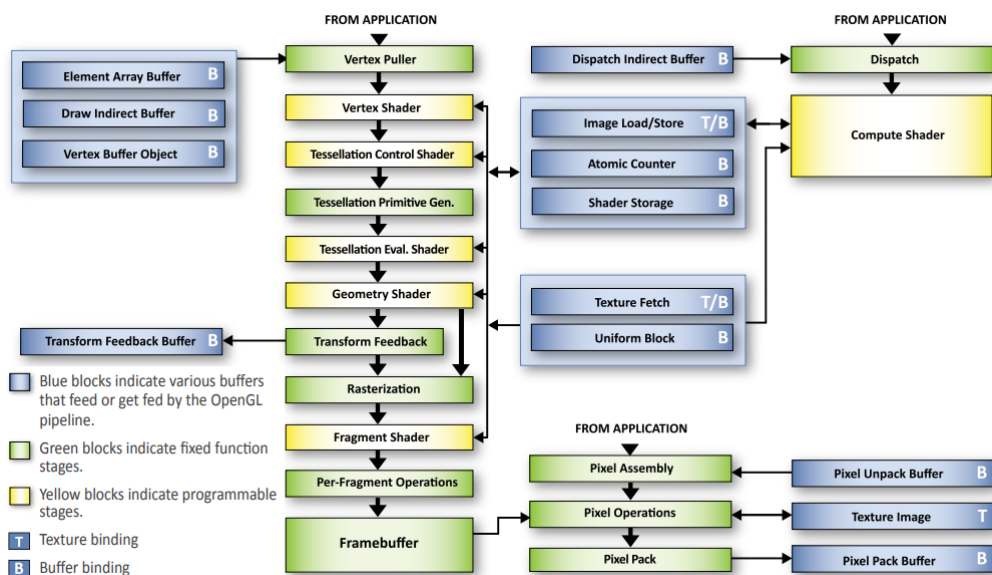 FROM APPLICATION
Vertex Puller
Element Array Buffer B
Draw Indirect Buffer B
Vertex Buffer Object B
Vertex Shader
Tessellation Control Shader
Tessellation Primitive Gen.
Tessellation Eval. Shader
Geometry Shader
Transform Feedback
Transform Feedback Buffer B
Rasterization
Fragment Shader
Per-Fragment Operations
Framebuffer
Blue blocks indicate various buffers
that feed or get fed by the OpenGL
pipeline.
Green blocks indicate fixed function
stages.
Yellow blocks indicate programmable
stages.
T Texture binding
B Buffer binding
FROM APPLICATION
Dispatch Indirect Buffer B
Dispatch
Image Load/Store T/B
Atomic Counter B
Shader Storage B
Compute Shader
Texture Fetch T/B
Uniform Block B
FROM APPLICATION
Pixel Assembly
Pixel Unpack Buffer B
Pixel Operations
Texture Image T
Pixel Pack
Pixel Pack Buffer B